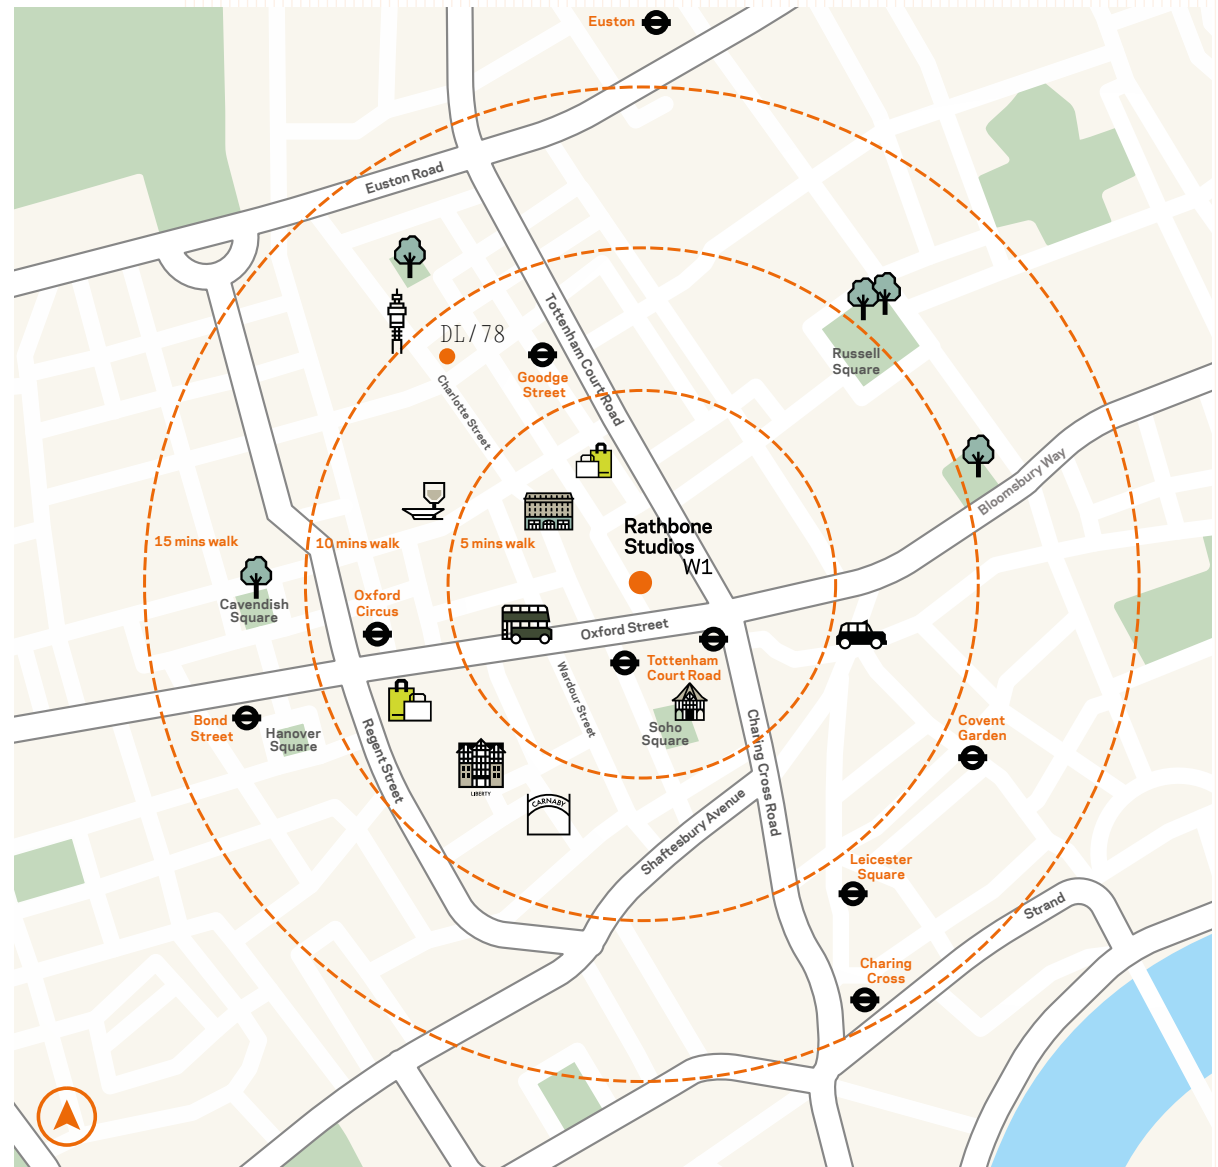 Euston
Euston Road
DL/78
Tottenham Court Road
Goodge
Street
Russell
Square
Charlotte Street
Bloomsbury Way
Rathbone
Studios
W1
15 mins walk
10 mins walk
5 mins walk
Cavendish
Square
Oxford
Circus
Oxford Street
Tottenham
Court Road
Wardour Street
Bond
Street
Hanover
Square
Regent Street
Soho
Square
Charing Cross Road
Covent
Garden
LIBERTY
CARNABY
Shaftesbury Avenue
Leicester
Square
Strand
Charing
Cross